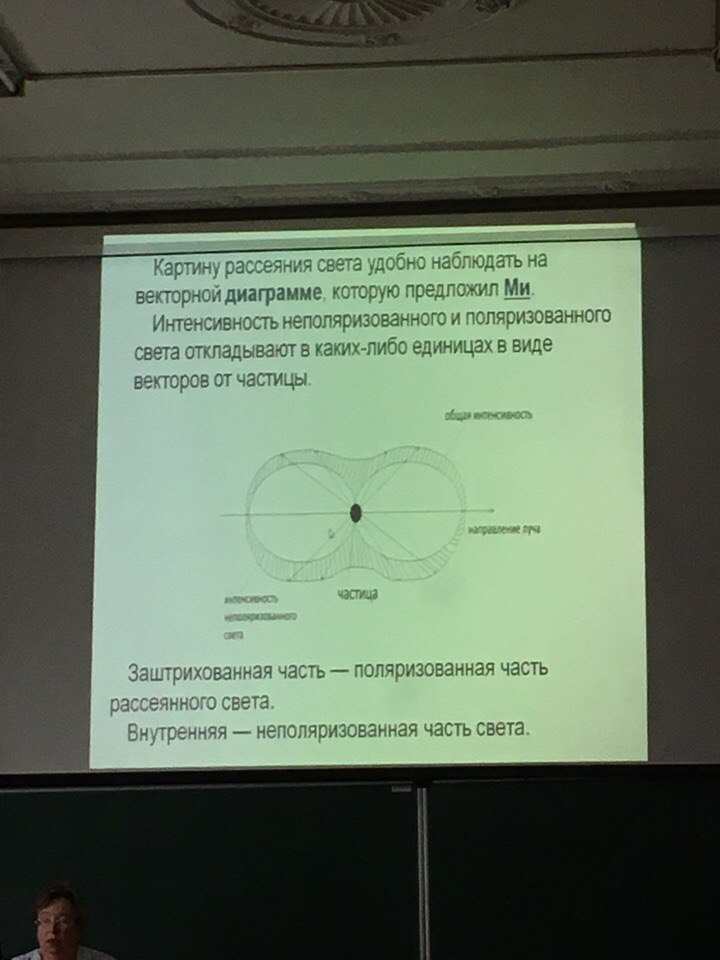 Картину рассеяния света удобно наблюдать на
векторной диаграмме, которую предложил Ми.
Интенсивность неполяризованного и поляризованного
света откладывают в каких-либо единицах в виде
векторов от частицы.
общая интенсивность
направление луча
частица
интенсивность
неполяризованного
света
Заштрихованная часть — поляризованная часть
рассеянного света.
Внутренняя — неполяризованная часть света.